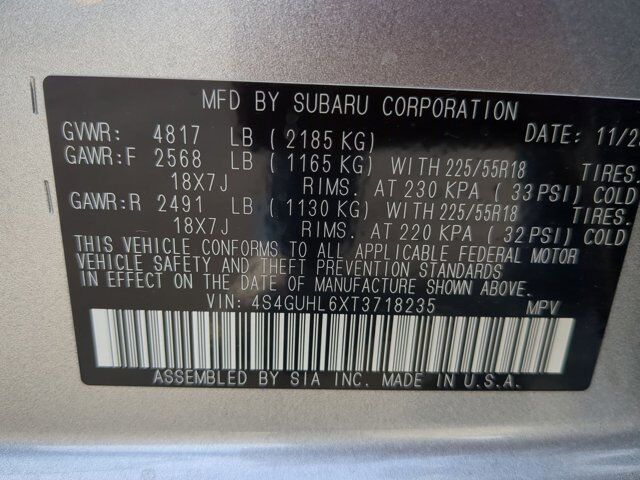 MFD BY SUBARU CORPORATION
GVWR: 4817 LB ( 2185 KG) DATE: 11/2
GAWR:F 2568 LB ( 1165 KG) WITH 225/55R18 TIRES.
18X7J RIMS. AT 230 KPA ( 33 PSI) COLD
GAWR:R 2491 LB ( 1130 KG) WITH 225/55R18 TIRES.
18X7J RIMS. AT 220 KPA ( 32 PSI) COLD
THIS VEHICLE CONFORMS TO ALL APPLICABLE FEDERAL MOTOR
VEHICLE SAFETY AND THEFT PREVENTION STANDARDS
IN EFFECT ON THE DATE OF MANUFACTURE SHOWN ABOVE.
VIN: 4S4GUHL6XT3718235 MPV
ASSEMBLED BY SIA INC. MADE IN U.S.A.